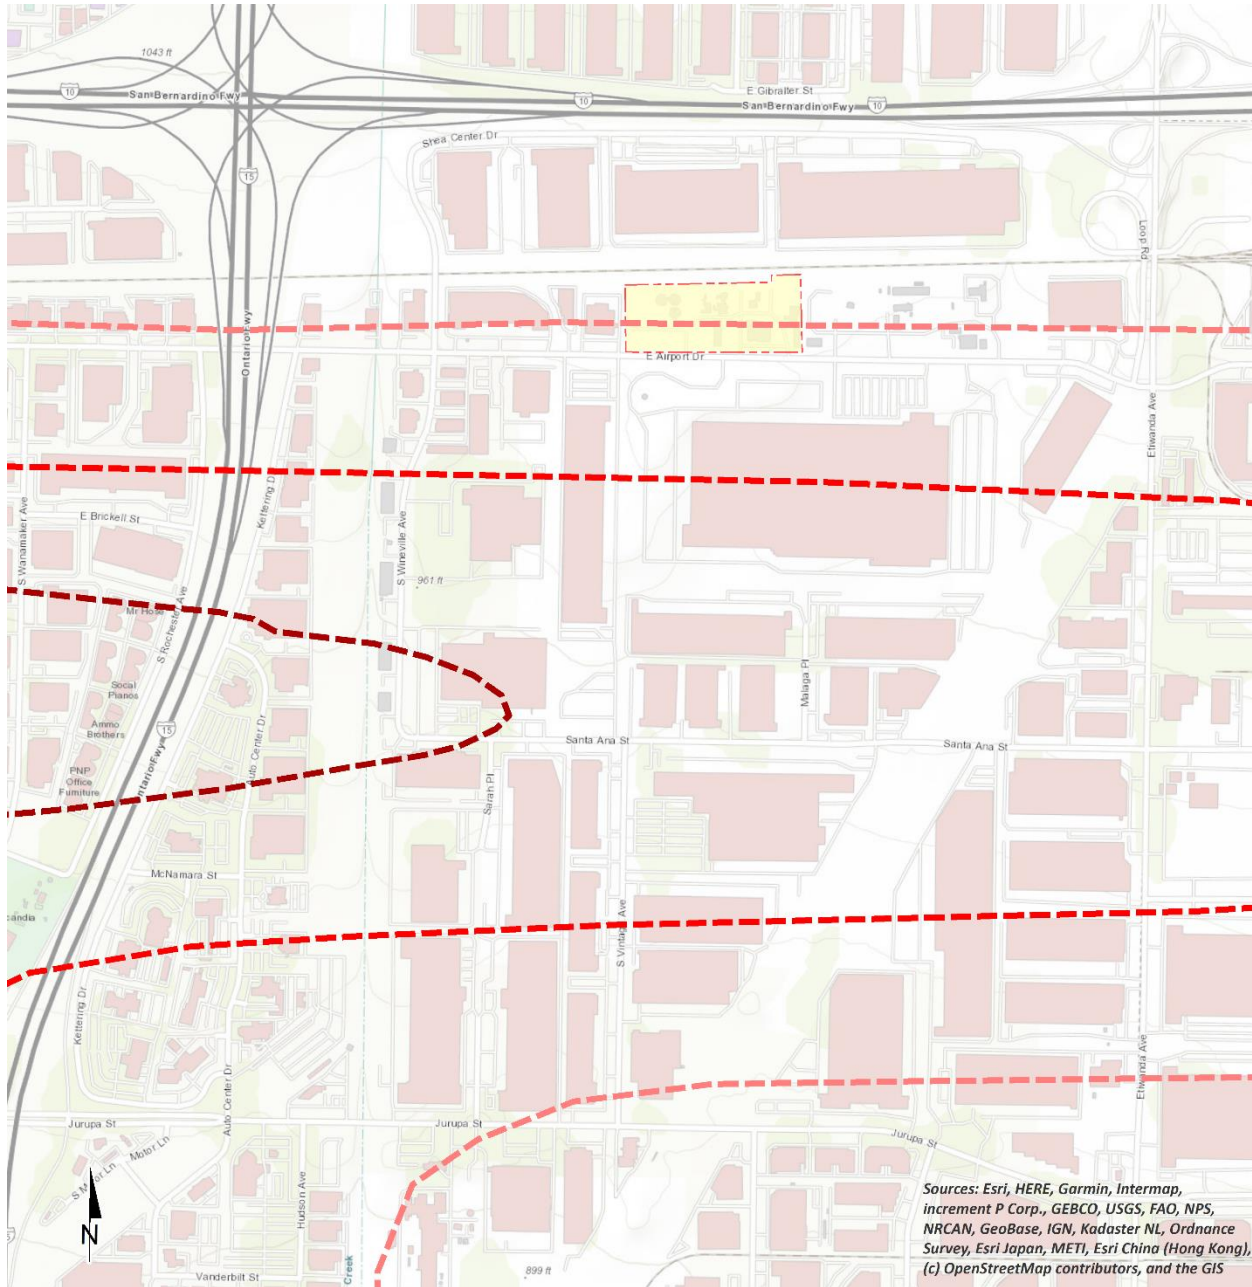 1043 ft
10
San Bernardino Fwy
10
E Gibralter St
San Bernardino Fwy
10
Shea Center Dr
15
Loop Rd
Ontario Fwy
E Airport Dr
Etiwanda Ave
Kettering Dr
S Wanamaker Ave
E Brickell St
S Wineville Ave
961 ft
Mr Hose
S Rochester Ave
Social
Pianos
Malaga Pl
Ammo
Brothers
15
Auto Center Dr
Santa Ana St
Santa Ana St
PNP
Office
Furniture
Ontario Fwy
Sarah Pl
McNamara St
candia
S Vintage Ave
Kettering Dr
Auto Center Dr
Etiwanda Ave
Jurupa St
Jurupa St
Jurupa St
Motor Ln
S Motor Ln
Hudson Ave
N
Sources: Esri, HERE, Garmin, Intermap,
increment P Corp., GEBCO, USGS, FAO, NPS,
NRCAN, GeoBase, IGN, Kadaster NL, Ordnance
Survey, Esri Japan, METI, Esri China (Hong Kong),
(c) OpenStreetMap contributors, and the GIS
15
Vanderbilt St
Creek
899 ft